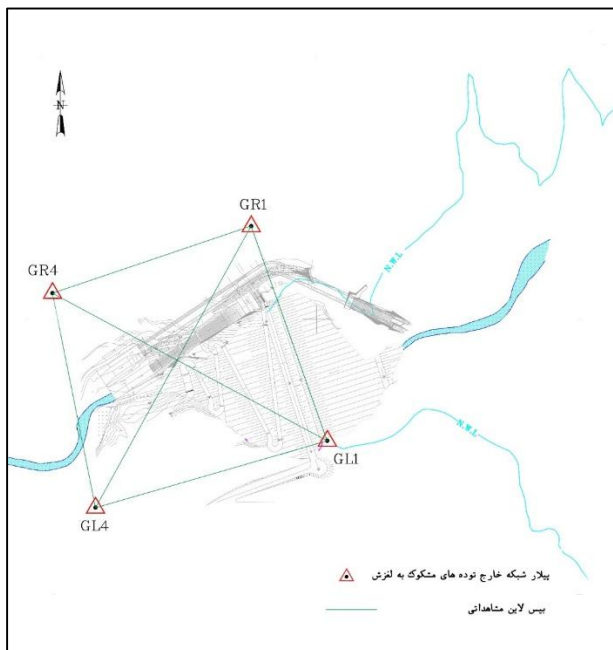 N
GR1
GR4
N.W.L
N.W.L
GL1
GL4
پیلار شبکه خارج توده های مشکوک به لغزش
بیس لاین مشاهداتی